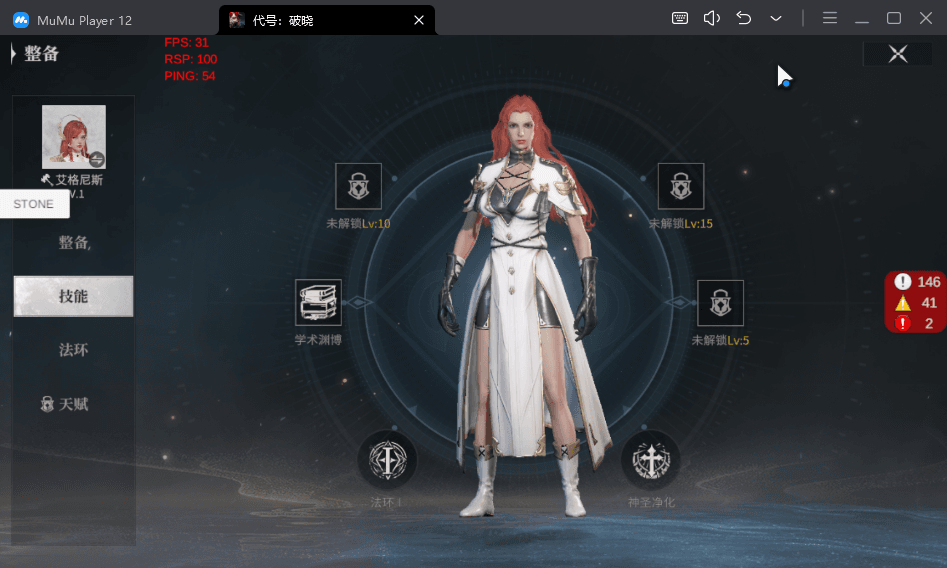 MuMu Player 12
代号：破晓
整备
FPS: 31
RSP: 100
PING: 54
艾格尼斯
V.1
STONE
整备
技能
法环
天赋
未解锁Lv:10
未解锁Lv:15
学术渊博
未解锁Lv:5
法环 I
神圣净化
146
41
2